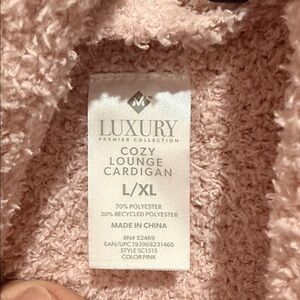 M
LUXURY
PREMIER COLLECTION
COZY
LOUNGE
CARDIGAN
L/XL
70% POLYESTER
30% RECYCLED POLYESTER
MADE IN CHINA
RN# 52469
EAN/UPC 193968231460
STYLE SC1515
COLOR PINK